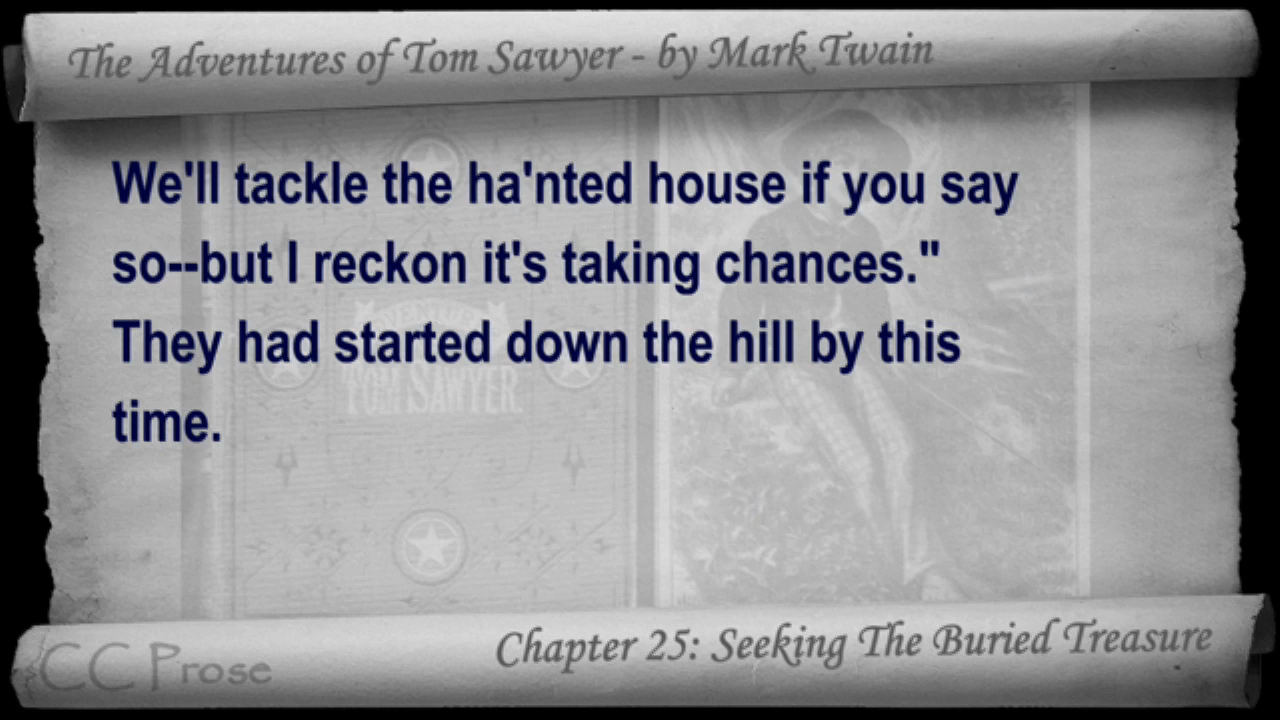 The Adventures of Tom Sawyer - by Mark Twain
We'll tackle the ha'nted house if you say
so--but I reckon it's taking chances."
They had started down the hill by this
time.
TOM SAWYER.
Chapter 25: Seeking The Buried Treasure
CC Prose